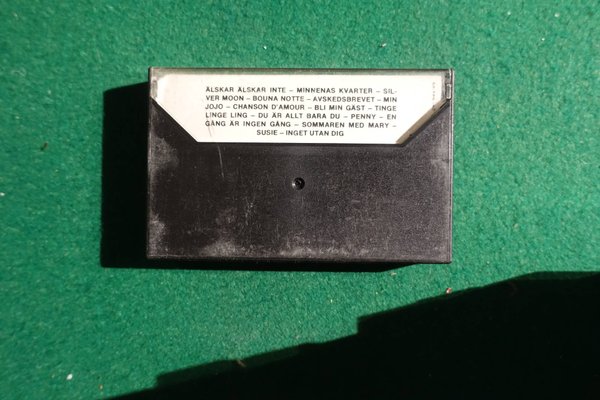 ÄLSKAR ÄLSKAR INTE – MINNENAS KVARTER – SIL-
VER MOON – BOUNA NOTTE – AVSKEDSBREVET – MIN
JOJO – CHANSON D'AMOUR – BLI MIN GÄST – TINGE
LINGE LING – DU ÄR ALLT BARA DU – PENNY – EN
GÅNG ÄR INGEN GÅNG – SOMMAREN MED MARY –
SUSIE – INGET UTAN DIG